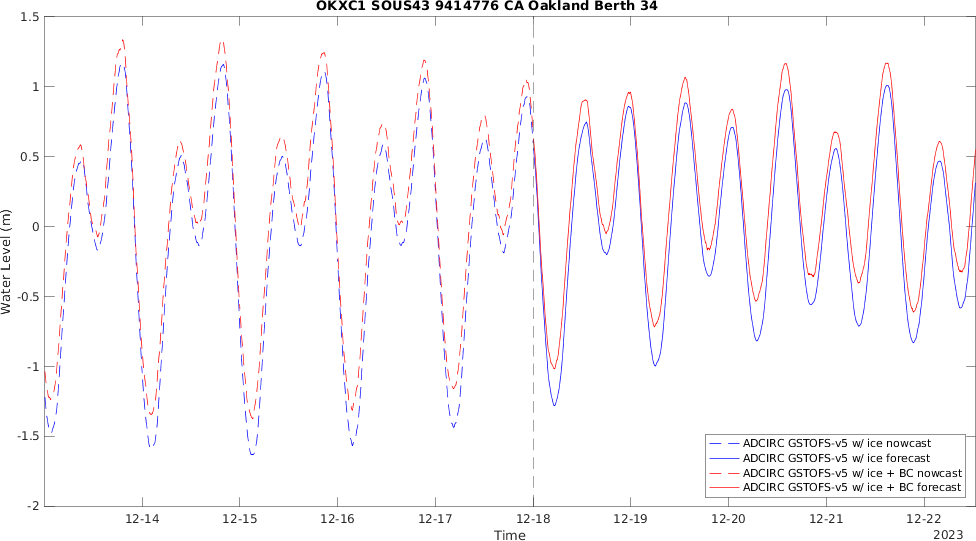 OKXC1 SOUS43 9414776 CA Oakland Berth 34
1.5
1
0.5
0
-0.5
-1
-1.5
-2
Water Level (m)
12-14 12-15 12-16 12-17 12-18 12-19 12-20 12-21 12-22
Time
2023
ADCIRC GSTOFS-v5 w/ ice nowcast
ADCIRC GSTOFS-v5 w/ ice forecast
ADCIRC GSTOFS-v5 w/ ice + BC nowcast
ADCIRC GSTOFS-v5 w/ ice + BC forecast